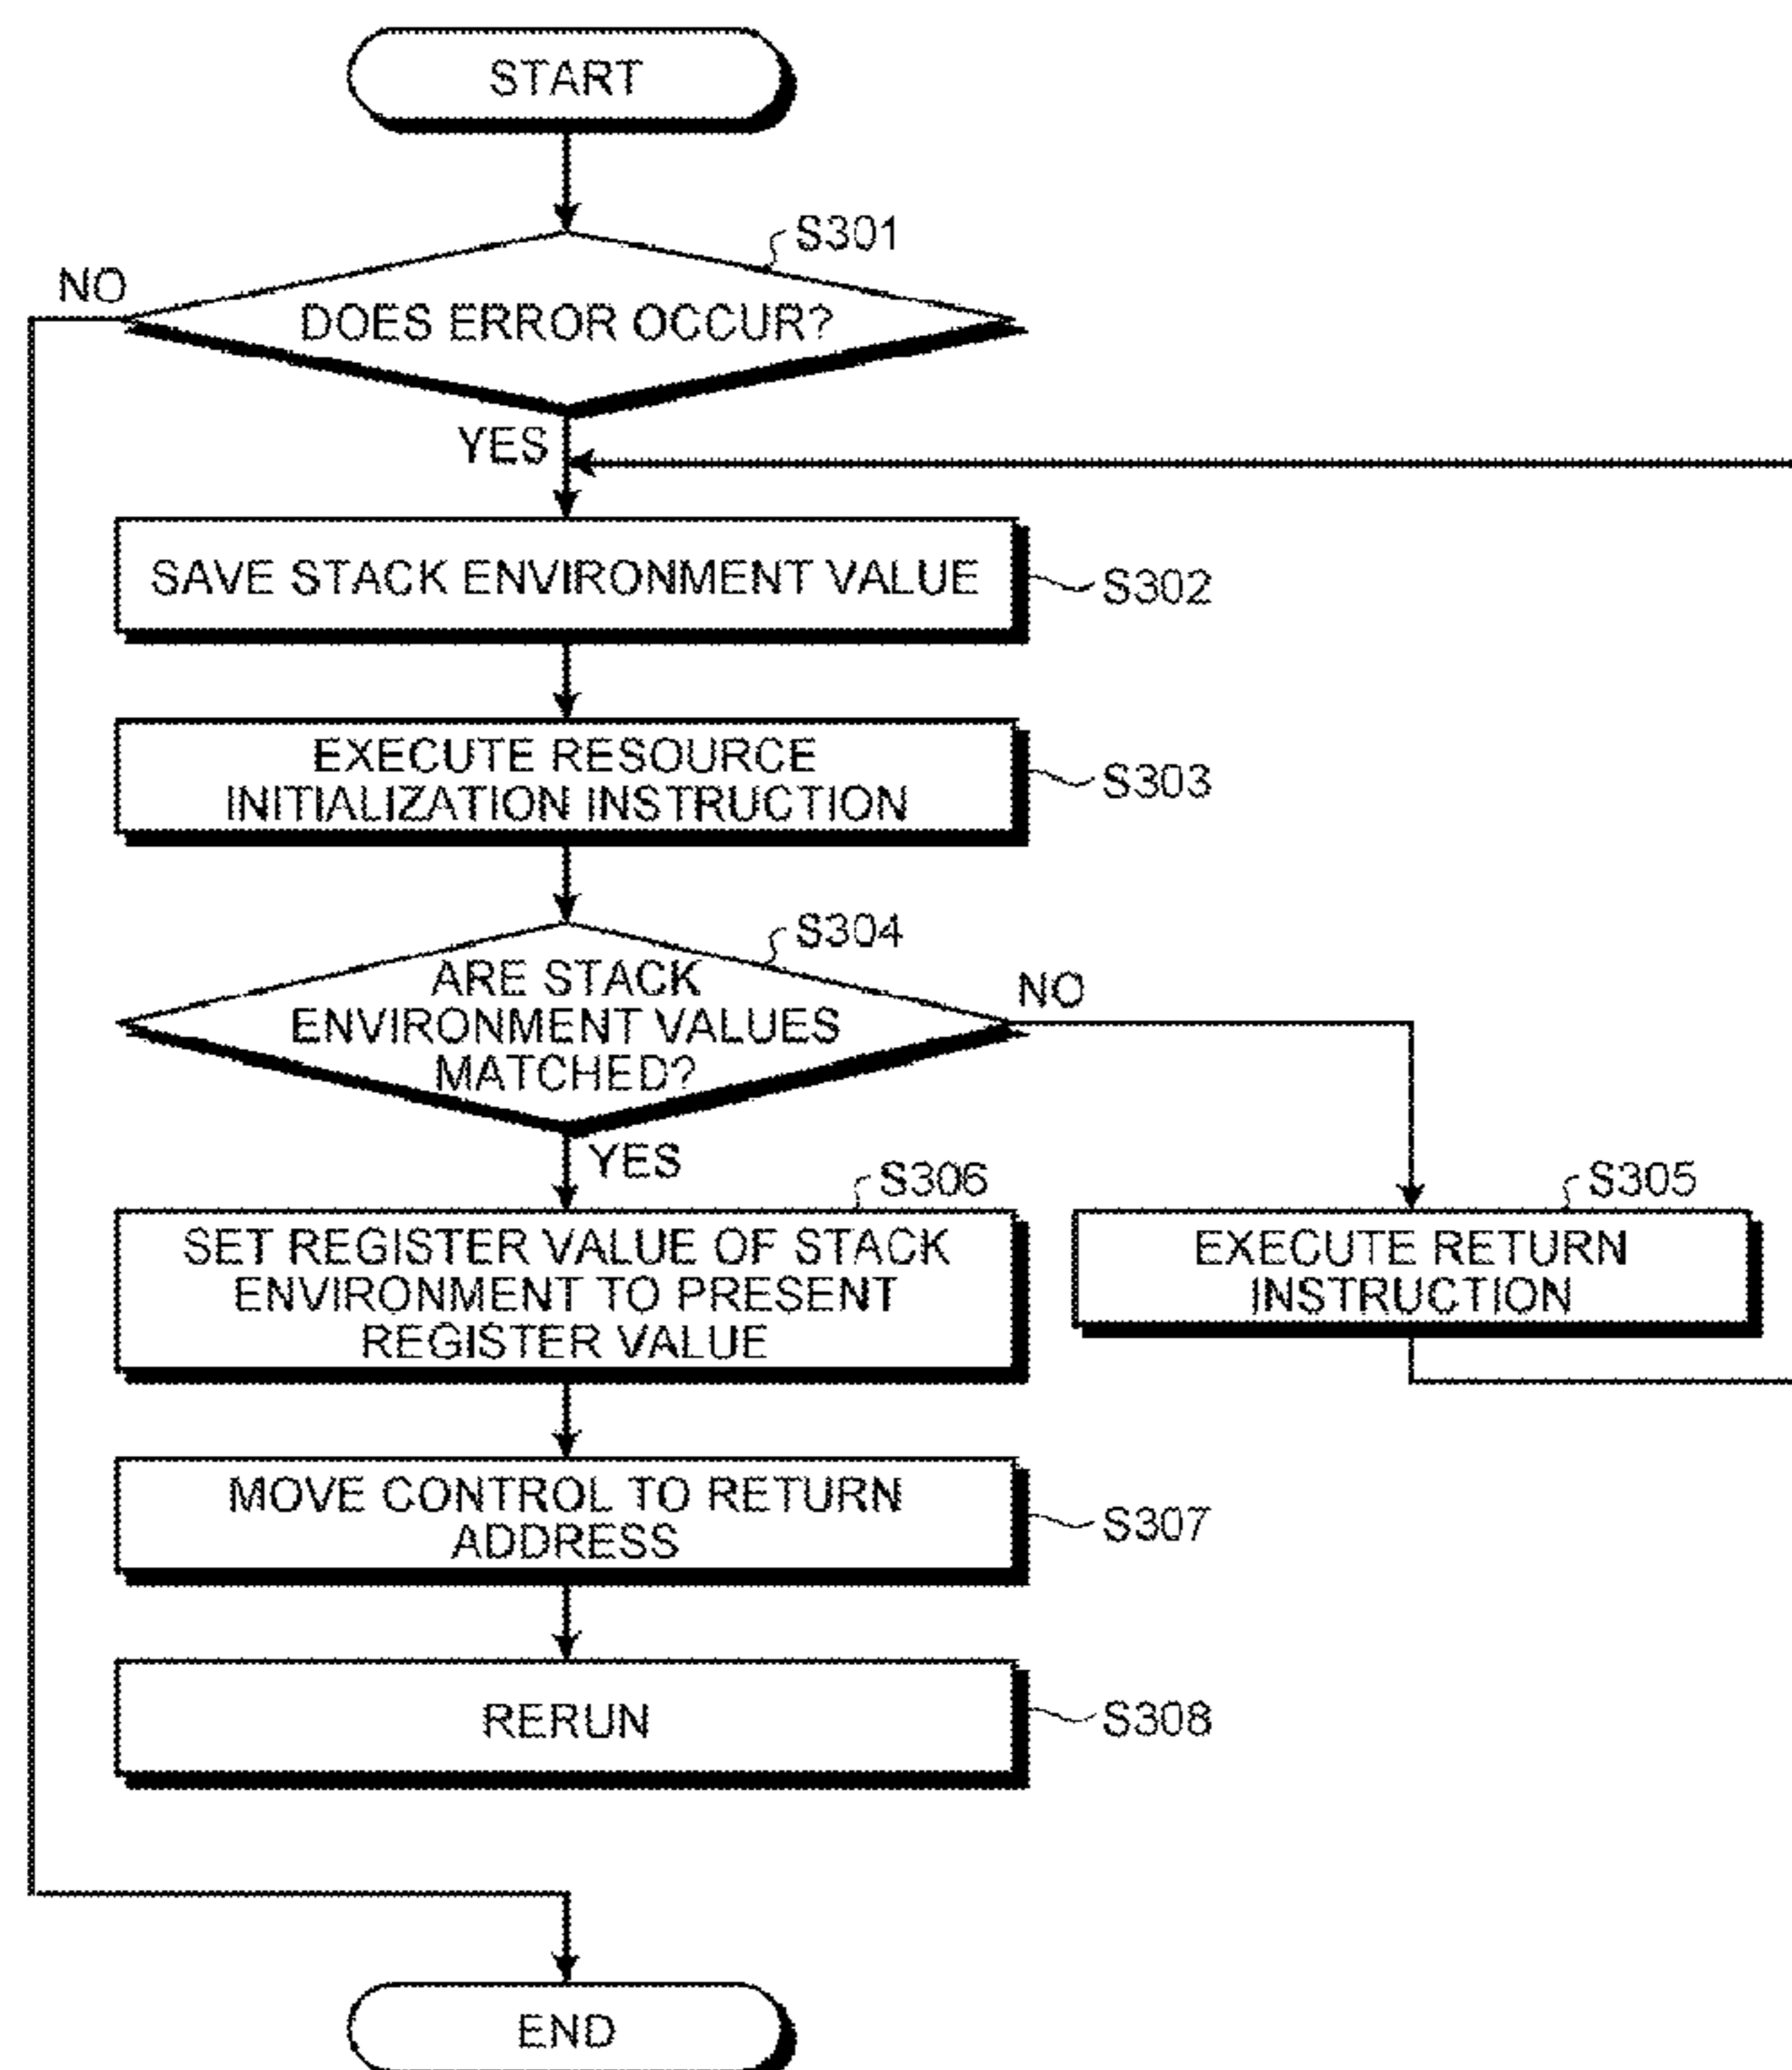 START
S301
NO
DOES ERROR OCCUR?
YES
SAVE STACK ENVIRONMENT VALUE
S302
EXECUTE RESOURCE
INITIALIZATION INSTRUCTION
S303
S304
ARE STACK
ENVIRONMENT VALUES
MATCHED?
NO
YES
S306
SET REGISTER VALUE OF STACK
ENVIRONMENT TO PRESENT
REGISTER VALUE
S305
EXECUTE RETURN
INSTRUCTION
MOVE CONTROL TO RETURN
ADDRESS
S307
RERUN
S308
END